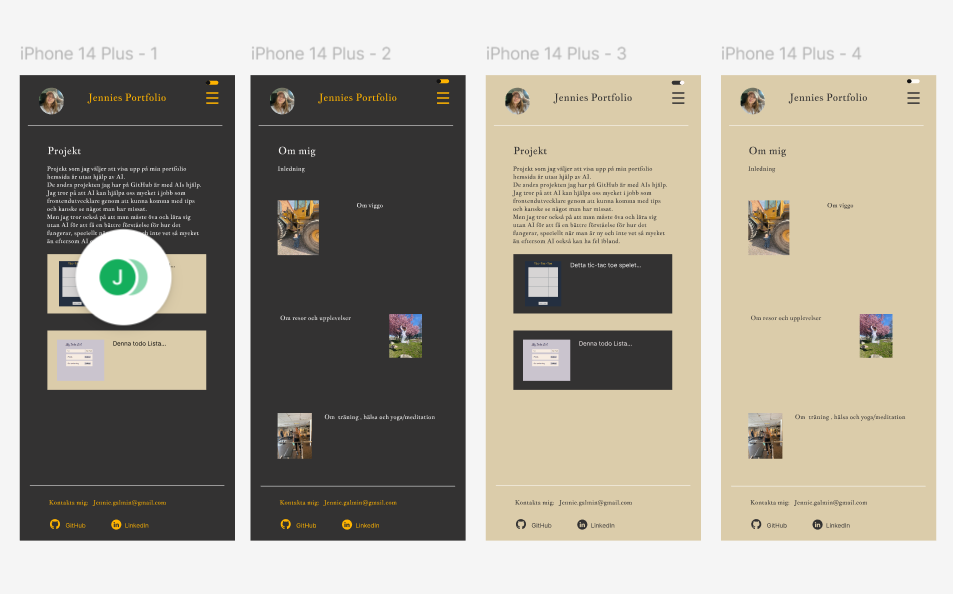 iPhone 14 Plus - 1
Jennies Portfolio
Projekt
Projekt som jag väljer att visa upp på min portfolio
hemsida är utan hjälp av AI.
De andra projekten jag har på GitHub är med AIs hjälp.
Jag tror på att AI kan hjälpa oss mycket i jobb som
frontendutvecklare genom att kunna komma med tips
och kanske se något man har missat.
Men jag tror också på att man måste öva och lära sig
utan AI för att få en bättre förståelse för hur det
fungerar, speciellt när man är ny och inte vet så mycket
än eftersom AI o
J
Denna todo Lista...
Kontakta mig: Jennie.galmin@gmail.com
GitHub
LinkedIn
iPhone 14 Plus - 2
Jennies Portfolio
Om mig
Inledning
Om viggo
Om resor och upplevelser
Om träning , hälsa och yoga/meditation
Kontakta mig: Jennie.galmin@gmail.com
GitHub
LinkedIn
iPhone 14 Plus - 3
Jennies Portfolio
Projekt
Projekt som jag väljer att visa upp på min portfolio
hemsida är utan hjälp av AI.
De andra projekten jag har på GitHub är med AIs hjälp.
Jag tror på att AI kan hjälpa oss mycket i jobb som
frontendutvecklare genom att kunna komma med tips
och kanske se något man har missat.
Men jag tror också på att man måste öva och lära sig
utan AI för att få en bättre förståelse för hur det
fungerar, speciellt när man är ny och inte vet så mycket
än eftersom AI också kan ha fel ibland.
Detta tic-tac toe spelet...
Denna todo Lista...
Kontakta mig: Jennie.galmin@gmail.com
GitHub
LinkedIn
iPhone 14 Plus - 4
Jennies Portfolio
Om mig
Inledning
Om viggo
Om resor och upplevelser
Om träning , hälsa och yoga/meditation
Kontakta mig: Jennie.galmin@gmail.com
GitHub
LinkedIn